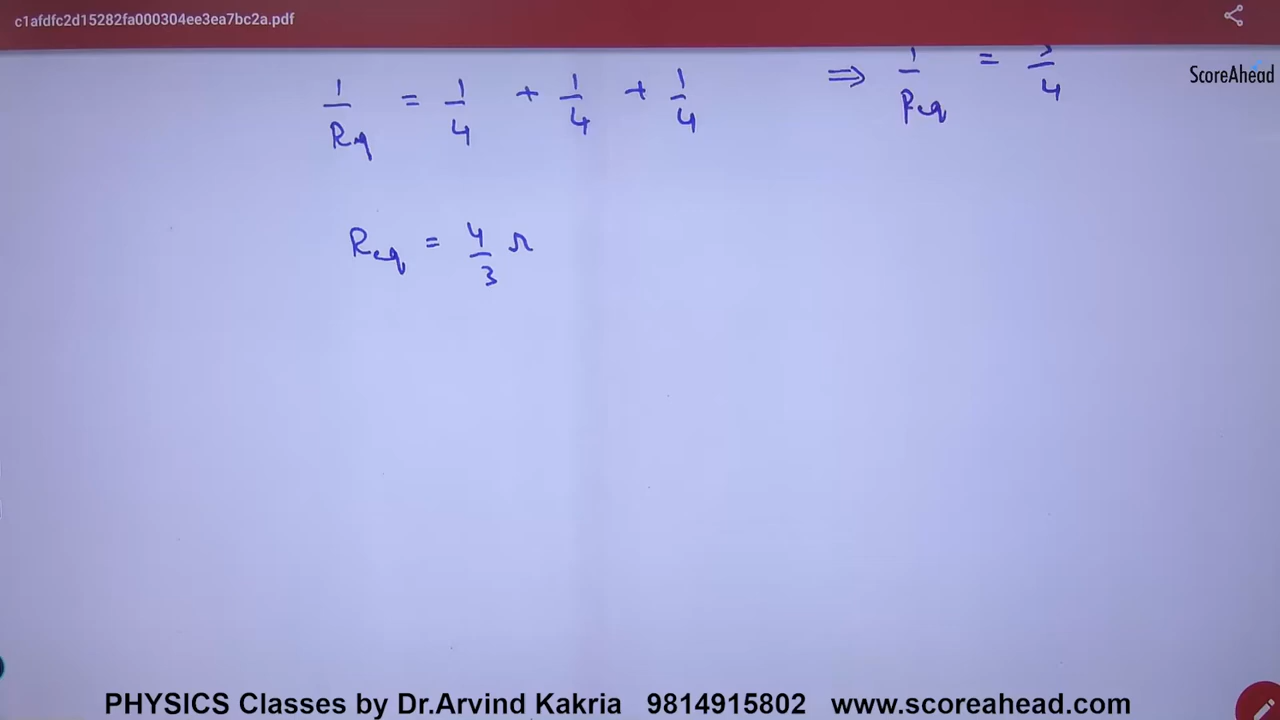 c1afdfc2d15282fa000304ee3ea7bc2a.pdf
ScoreAhead
1/Rq = 1/4 + 1/4 + 1/4 ⇒ 1/Req = 3/4
Req = 4/3 Ω
PHYSICS Classes by Dr.Arvind Kakria 9814915802 www.scoreahead.com